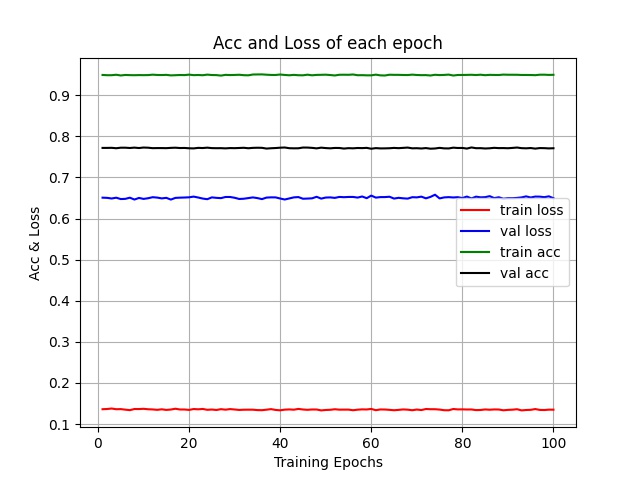 Acc and Loss of each epoch
Acc & Loss
0.9
0.8
0.7
0.6
0.5
0.4
0.3
0.2
0.1
train loss
val loss
train acc
val acc
0 20 40 60 80 100
Training Epochs